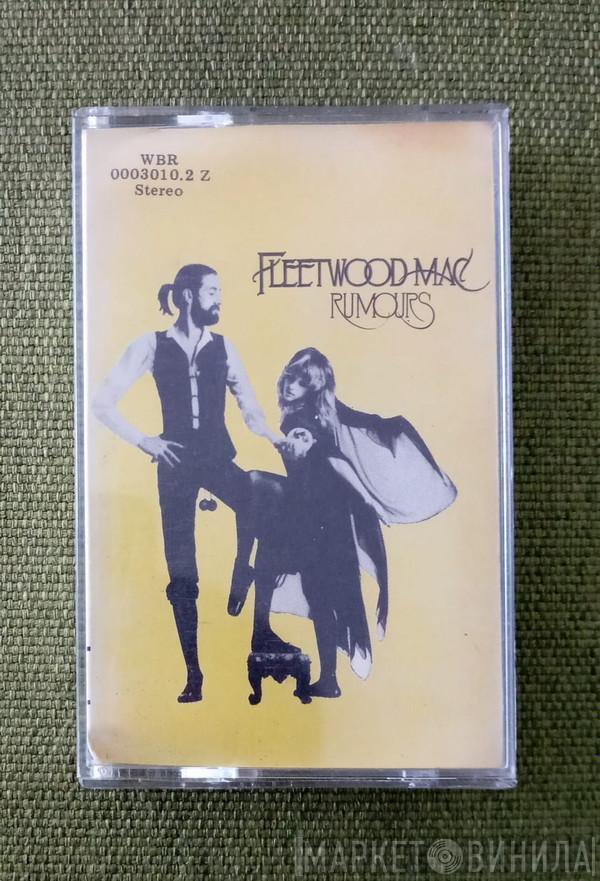 WBR
0003010.2 Z
Stereo
FLEETWOOD MAC
RUMOURS
МАРКЕТ ВИНИЛА